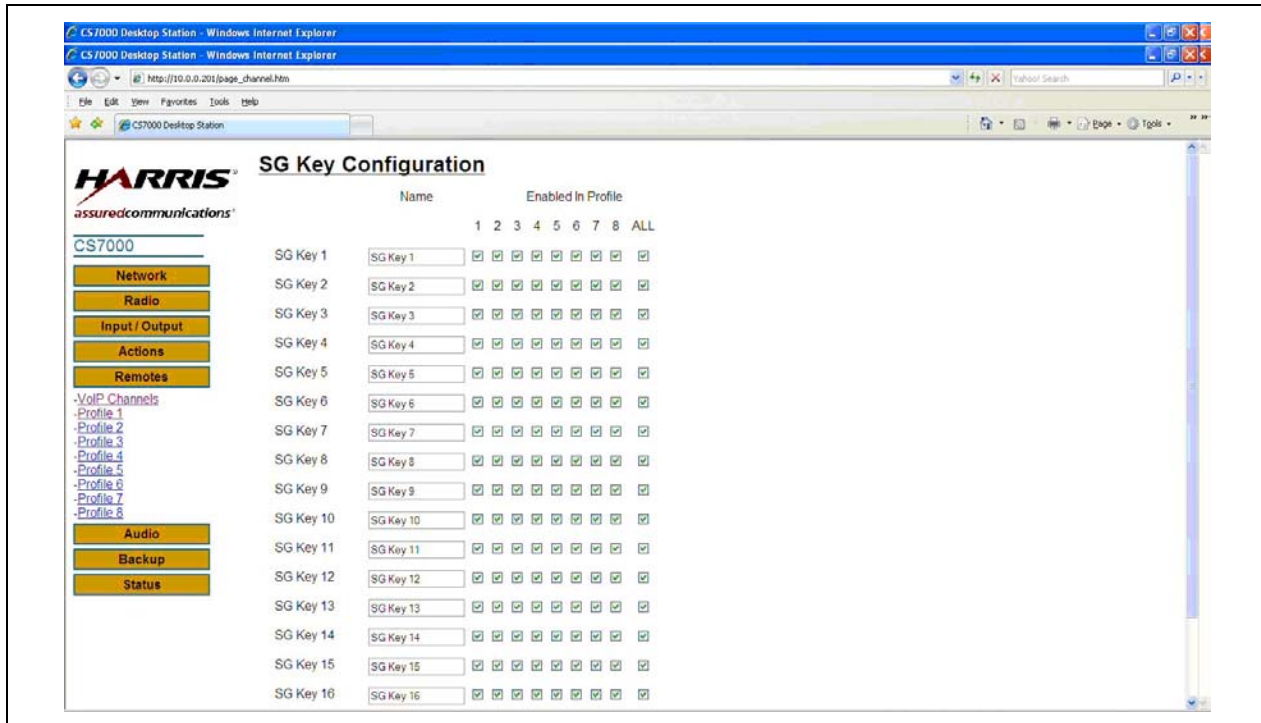 CS7000 Desktop Station - Windows Internet Explorer
CS7000 Desktop Station - Windows Internet Explorer
http://10.0.0.201/page_channel.htm
Yahoo! Search
File Edit View Favorites Tools Help
CS7000 Desktop Station
Page Tools
HARRIS
assuredcommunications
CS7000
Network
Radio
Input / Output
Actions
Remotes
-VoIP Channels
-Profile 1
-Profile 2
-Profile 3
-Profile 4
-Profile 5
-Profile 6
-Profile 7
-Profile 8
Audio
Backup
Status
SG Key Configuration
Name Enabled In Profile
1 2 3 4 5 6 7 8 ALL
SG Key 1 SG Key 1
SG Key 2 SG Key 2
SG Key 3 SG Key 3
SG Key 4 SG Key 4
SG Key 5 SG Key 5
SG Key 6 SG Key 6
SG Key 7 SG Key 7
SG Key 8 SG Key 8
SG Key 9 SG Key 9
SG Key 10 SG Key 10
SG Key 11 SG Key 11
SG Key 12 SG Key 12
SG Key 13 SG Key 13
SG Key 14 SG Key 14
SG Key 15 SG Key 15
SG Key 16 SG Key 16